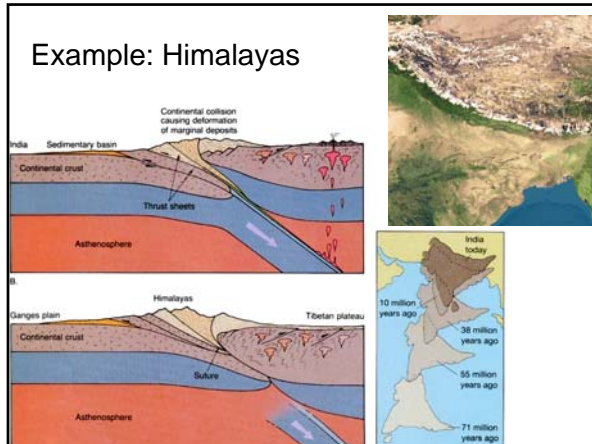 Example: Himalayas
Continental collision
causing deformation
of marginal deposits
India
Sedimentary basin
Continental crust
Thrust sheets
Asthenosphere
B.
Himalayas
Ganges plain
Tibetan plateau
Continental crust
Suture
Asthenosphere
India
today
10 million
years ago
38 million
years ago
55 million
years ago
71 million
years ago